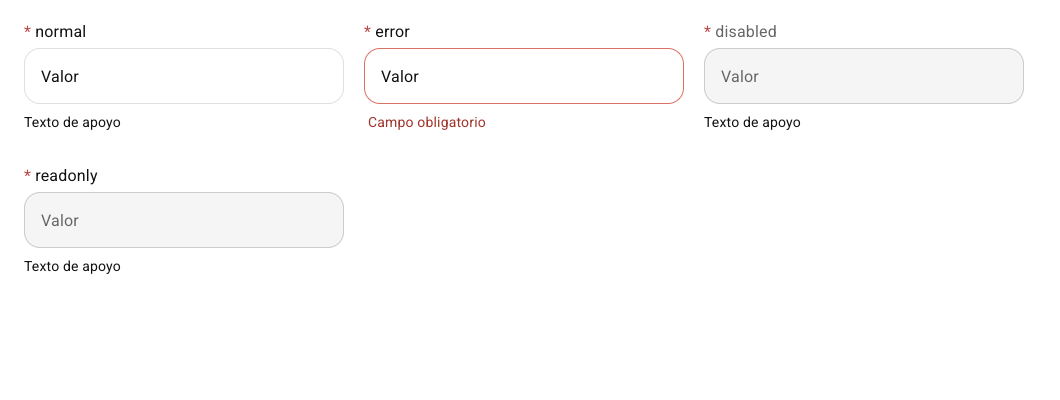 * normal
* error
* disabled
Valor
Valor
Valor
Texto de apoyo
Campo obligatorio
Texto de apoyo
* readonly
Valor
Texto de apoyo